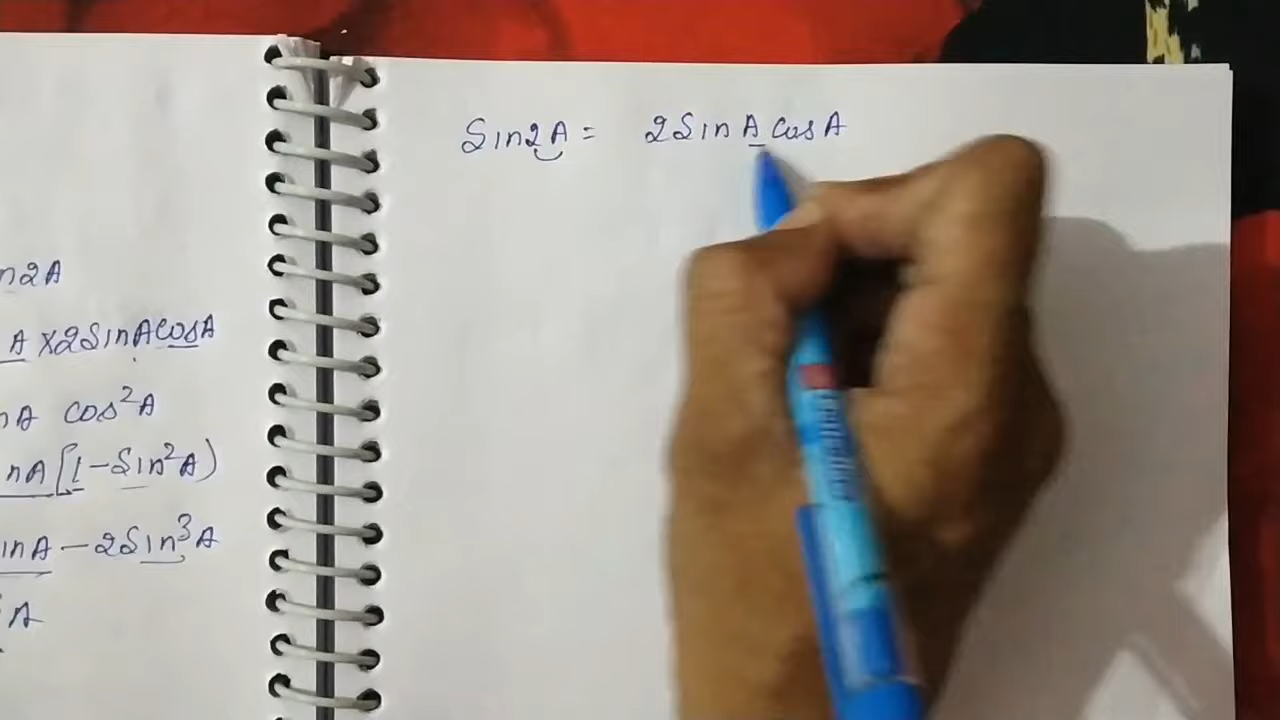 n2A
A x2SinAcosA
nA cos²A
nA[1-Sin²A)
inA - 2Sin³A
A
Sin2A = 2SinAcosA